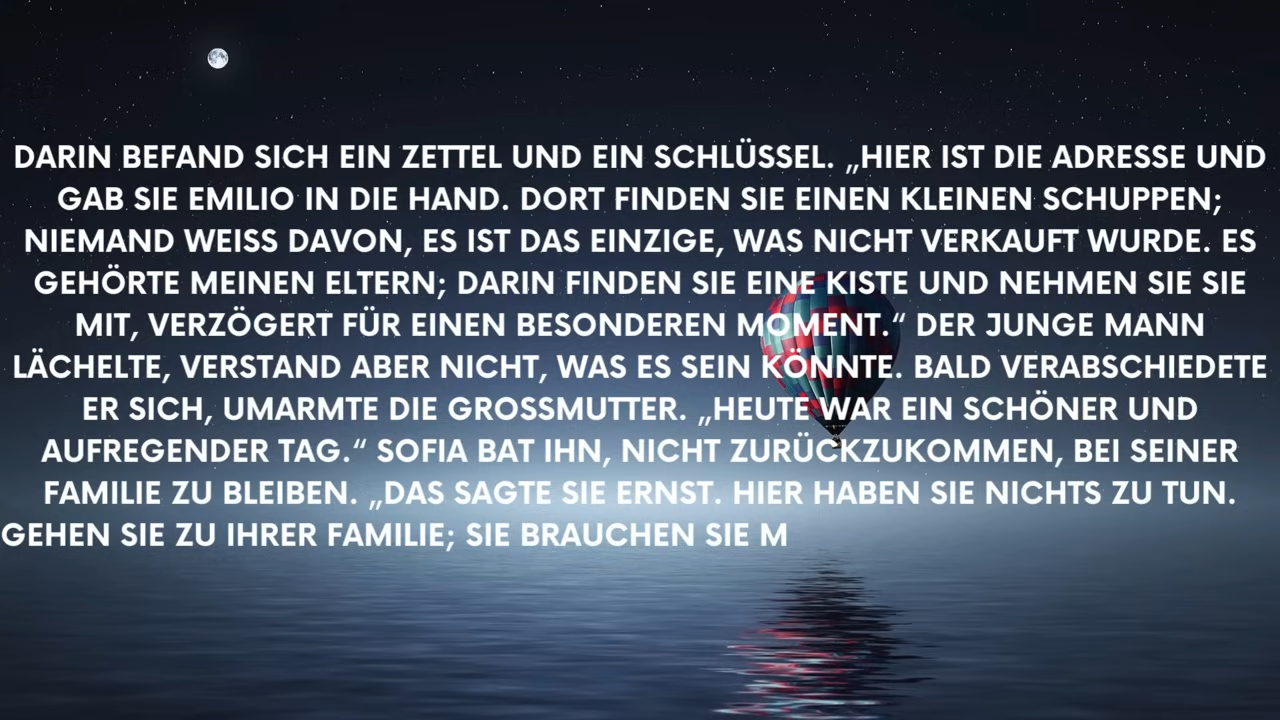 DARIN BEFAND SICH EIN ZETTEL UND EIN SCHLÜSSEL. „HIER IST DIE ADRESSE UND
GAB SIE EMILIO IN DIE HAND. DORT FINDEN SIE EINEN KLEINEN SCHUPPEN;
NIEMAND WEISS DAVON, ES IST DAS EINZIGE, WAS NICHT VERKAUFT WURDE. ES
GEHÖRTE MEINEN ELTERN; DARIN FINDEN SIE EINE KISTE UND NEHMEN SIE SIE
MIT, VERZÖGERT FÜR EINEN BESONDEREN MOMENT.“ DER JUNGE MANN
LÄCHELTE, VERSTAND ABER NICHT, WAS ES SEIN KÖNNTE. BALD VERABSCHIEDETE
ER SICH, UMARMTE DIE GROSSMUTTER. „HEUTE WAR EIN SCHÖNER UND
AUFREGENDER TAG.“ SOFIA BAT IHN, NICHT ZURÜCKZUKOMMEN, BEI SEINER
FAMILIE ZU BLEIBEN. „DAS SAGTE SIE ERNST. HIER HABEN SIE NICHTS ZU TUN.
GEHEN SIE ZU IHRER FAMILIE; SIE BRAUCHEN SIE M